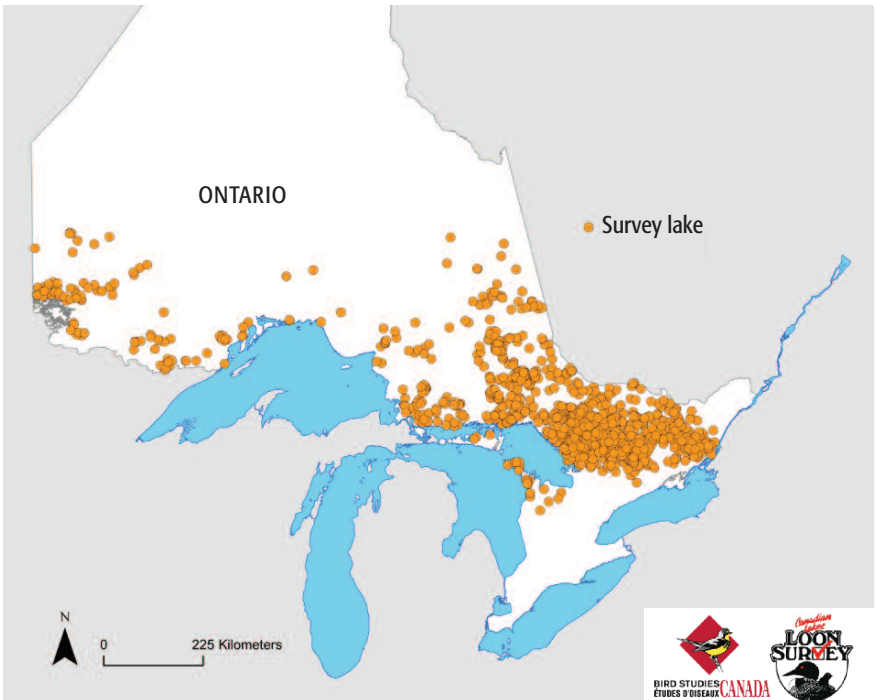 ONTARIO
Survey lake
N
0
225 Kilometers
BIRD STUDIES
ÉTUDES D'OISEAUX CANADA
Canadian
Lakes
LOON
SURVEY